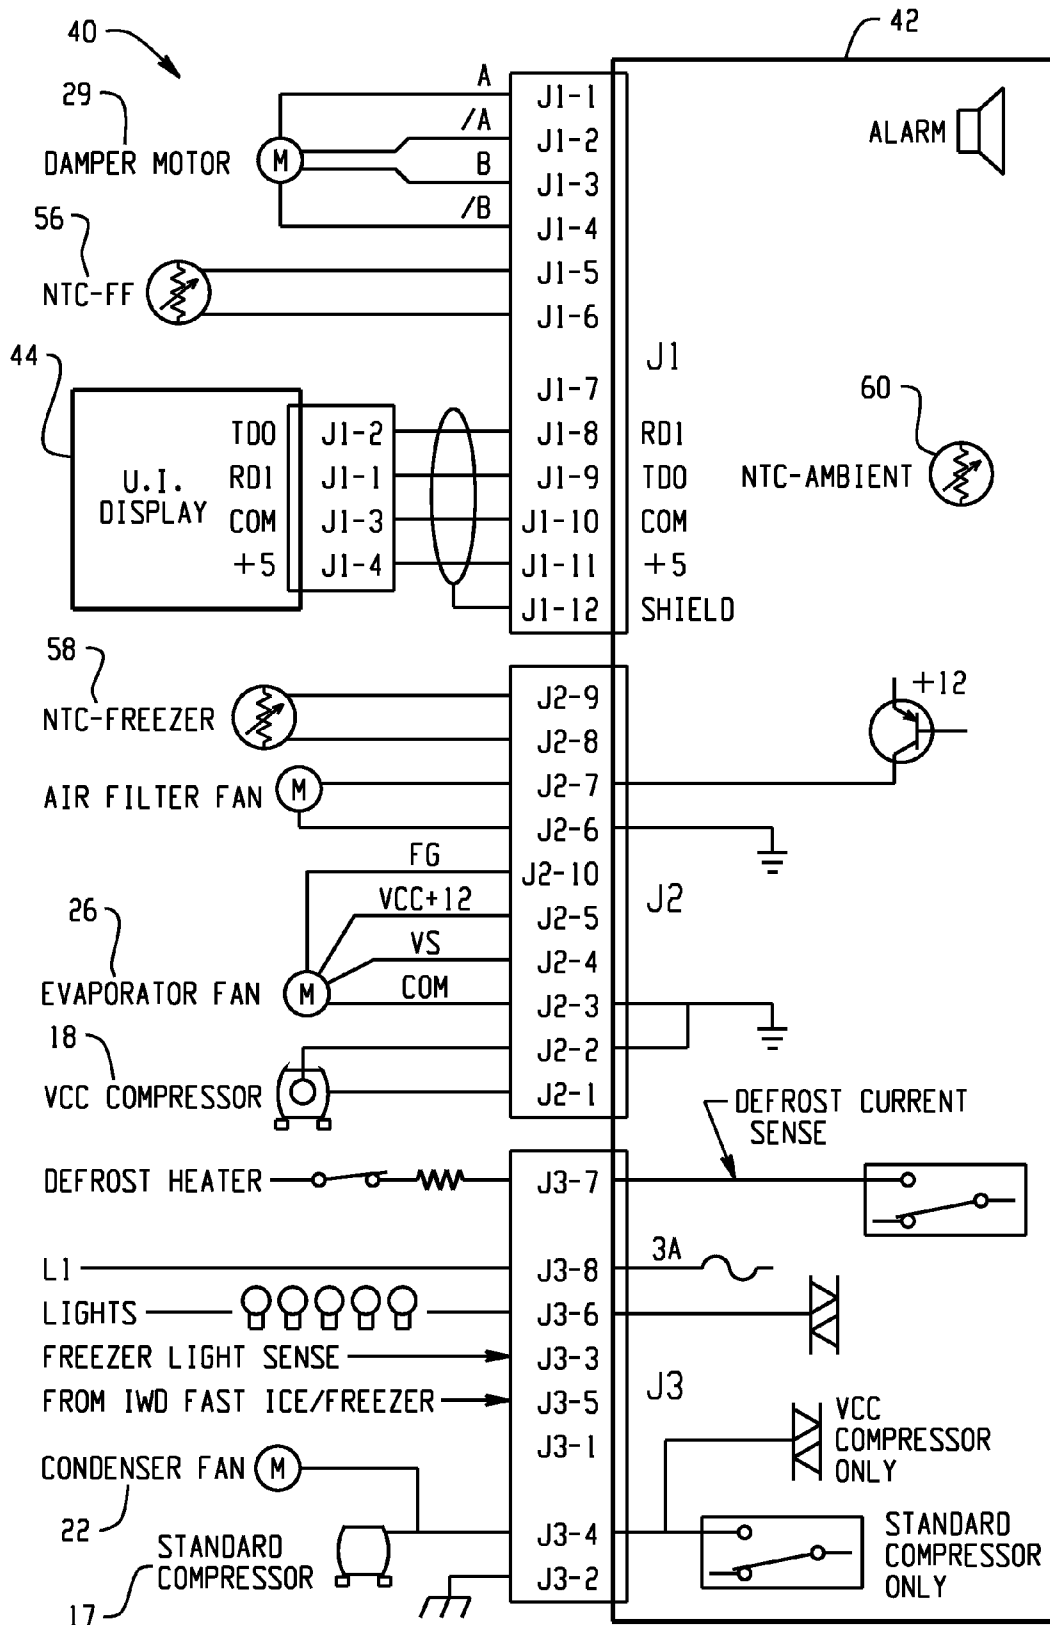 40
42
A
J1-1
29
/A
J1-2
ALARM
DAMPER MOTOR
M
B
J1-3
/B
J1-4
56
J1-5
NTC-FF
J1-6
44
J1
J1-7
60
TDO
J1-2
J1-8
RD1
U.I.
DISPLAY
RD1
J1-1
J1-9
TDO
NTC-AMBIENT
COM
J1-3
J1-10
COM
+5
J1-4
J1-11
+5
J1-12
SHIELD
58
J2-9
+12
NTC-FREEZER
J2-8
AIR FILTER FAN
M
J2-7
J2-6
FG
J2-10
J2
VCC+12
J2-5
26
VS
J2-4
EVAPORATOR FAN
M
COM
J2-3
18
J2-2
VCC COMPRESSOR
J2-1
DEFROST CURRENT
SENSE
DEFROST HEATER
J3-7
3A
L1
J3-8
LIGHTS
J3-6
FREEZER LIGHT SENSE
J3-3
J3
FROM IWD FAST ICE/FREEZER
J3-5
VCC
COMPRESSOR
ONLY
J3-1
CONDENSER FAN
M
22
J3-4
STANDARD
COMPRESSOR
STANDARD
COMPRESSOR
ONLY
J3-2
17